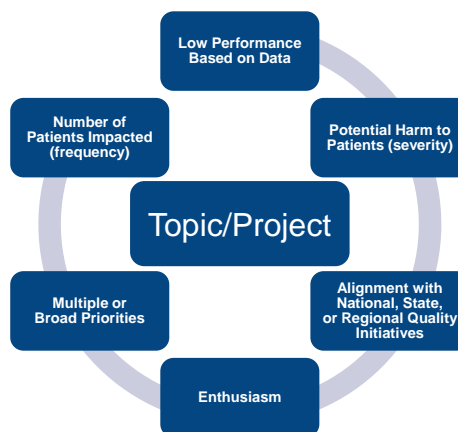 Low Performance
Based on Data
Number of
Patients Impacted
(frequency)
Potential Harm to
Patients (severity)
Topic/Project
Multiple or
Broad Priorities
Alignment with
National, State,
or Regional Quality
Initiatives
Enthusiasm